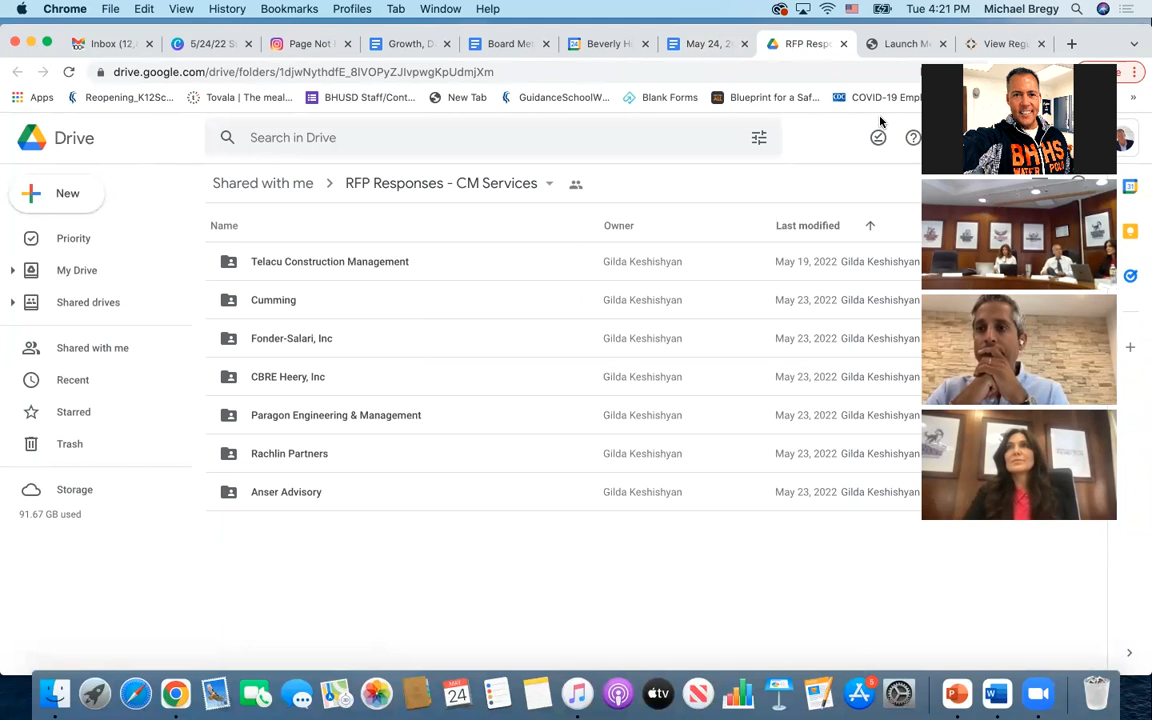 Chrome File Edit View History Bookmarks Profiles Tab Window Help Tue 4:21 PM Michael Bregy
Inbox (12, 5/24/22 S Page Not Growth, D Board Me Beverly H May 24, 2 RFP Resp Launch M View Reg
drive.google.com/drive/folders/
Apps Reopening_K12Sc... Tovala | The meal... BHUSD Staff/Cont... New Tab GuidanceSchoolW... Blank Forms Blueprint for a Saf... COVID-19 Empl
Drive Search in Drive
New
Shared with me RFP Responses - CM Services
Name Owner Last modified
Priority
My Drive
Shared drives
Shared with me
Recent
Starred
Trash
Storage
91.67 GB used
Telacu Construction Management Gilda Keshishyan May 19, 2022 Gilda Keshishyan
Cumming Gilda Keshishyan May 23, 2022 Gilda Keshishyan
Fonder-Salari, Inc Gilda Keshishyan May 23, 2022 Gilda Keshishyan
CBRE Heery, Inc Gilda Keshishyan May 23, 2022 Gilda Keshishyan
Paragon Engineering & Management Gilda Keshishyan May 23, 2022 Gilda Keshishyan
Rachlin Partners Gilda Keshishyan May 23, 2022 Gilda Keshishyan
Anser Advisory Gilda Keshishyan May 23, 2022 Gilda Keshishyan
BHHS
WATER POLO
31
MAY
24
tv
5